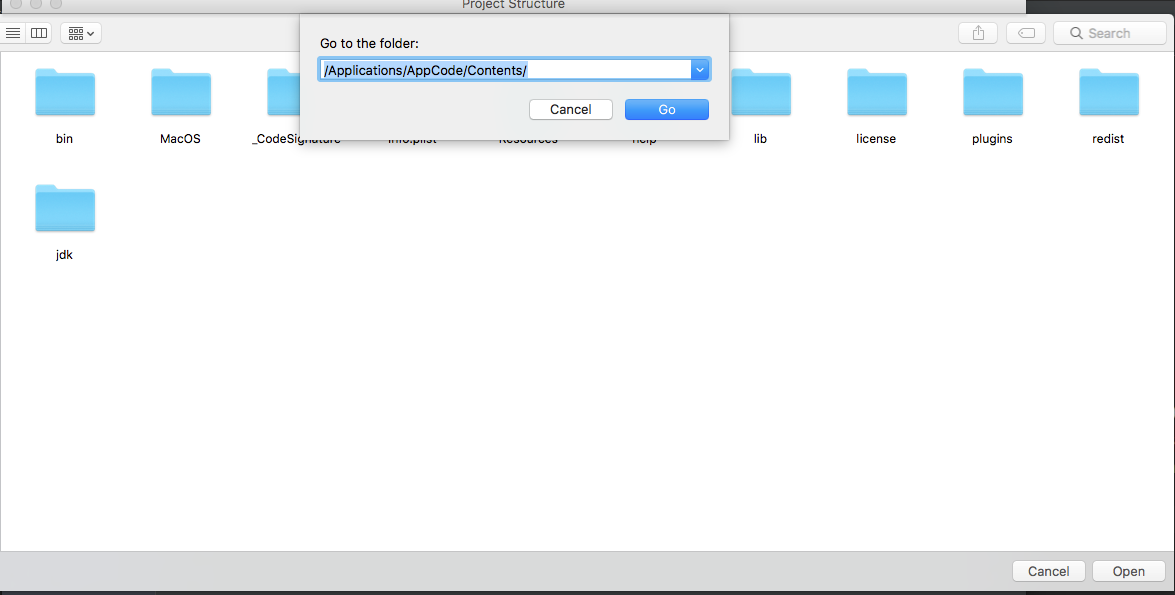 Project Structure
Search
Go to the folder:
/Applications/AppCode/Contents/
Cancel
Go
bin
MacOS
_CodeSignature
Info.plist
Resources
help
lib
license
plugins
redist
jdk
Cancel
Open